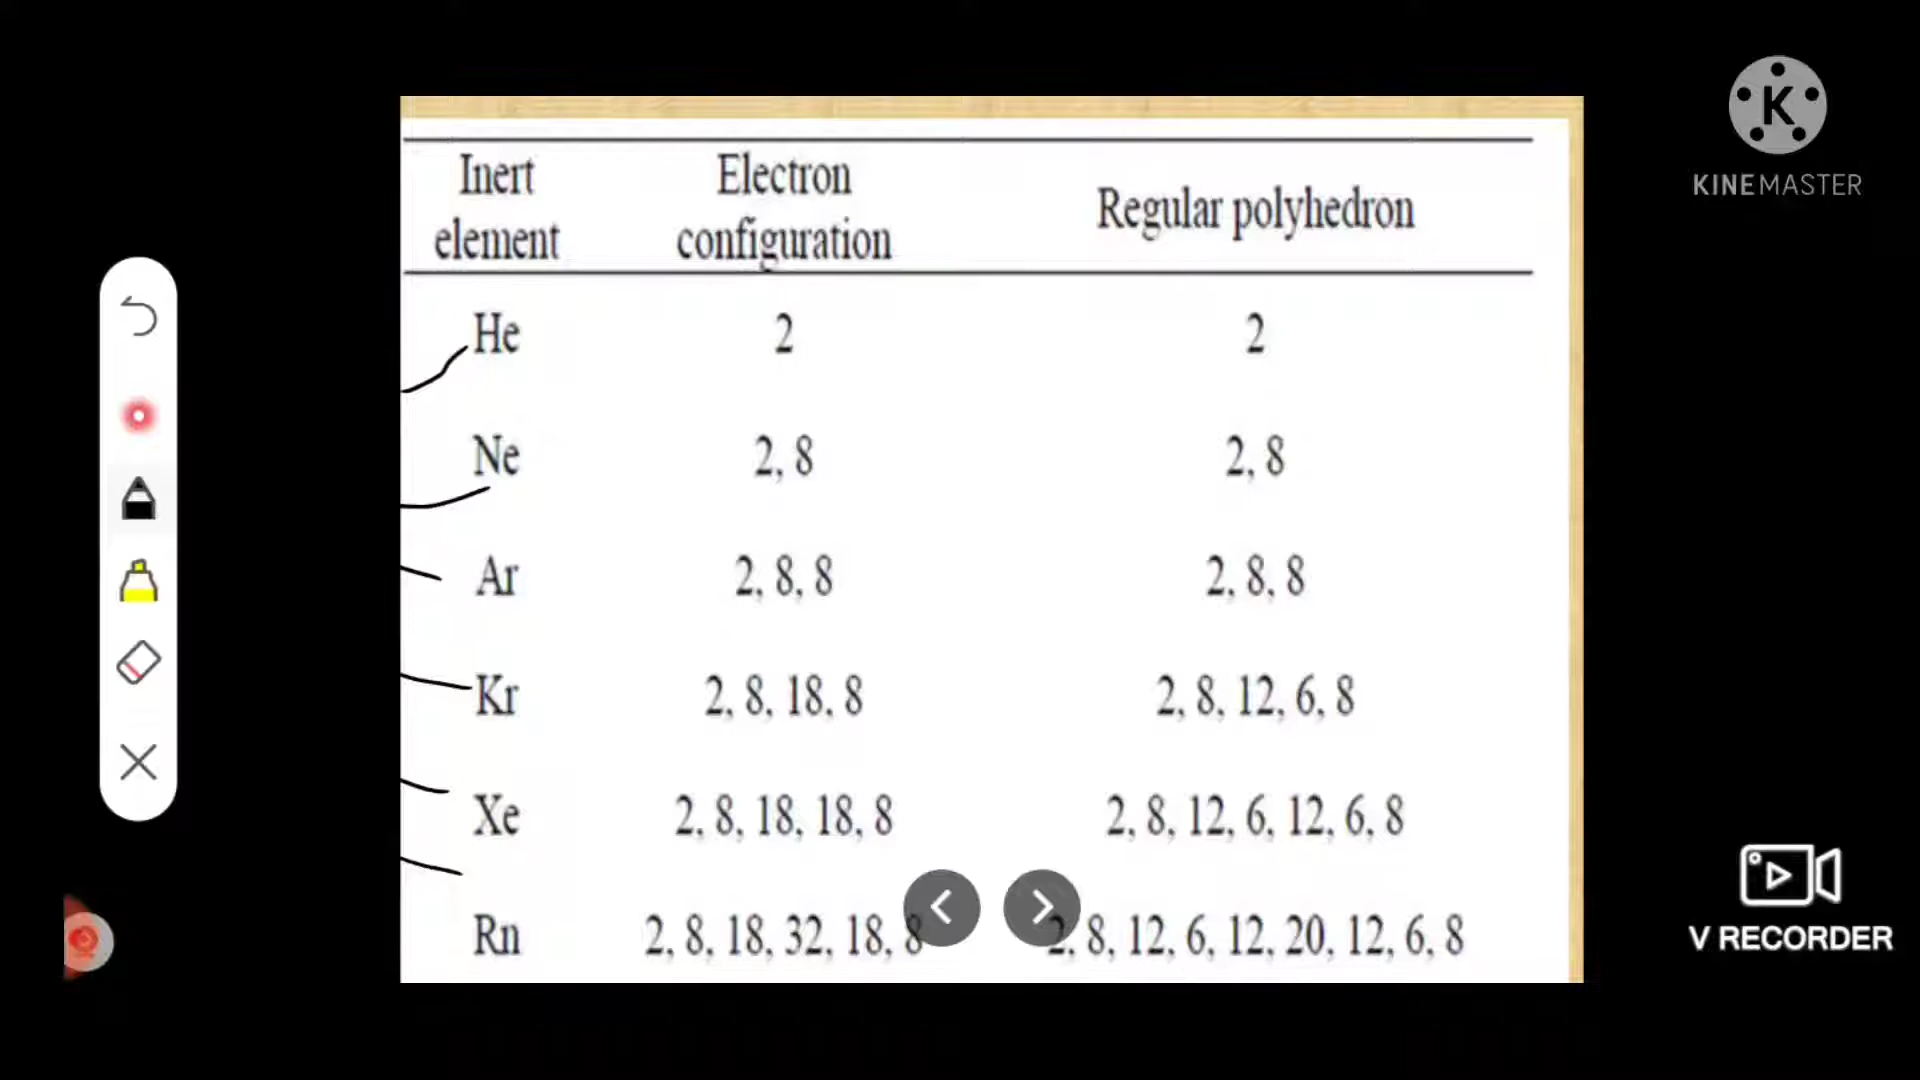 Inert element
Electron configuration
Regular polyhedron
He 2 2
Ne 2, 8 2, 8
Ar 2, 8, 8 2, 8, 8
Kr 2, 8, 18, 8 2, 8, 12, 6, 8
Xe 2, 8, 18, 18, 8 2, 8, 12, 6, 12, 6, 8
Rn 2, 8, 18, 32, 18, 8 2, 8, 12, 6, 12, 20, 12, 6, 8
K
KINEMASTER
V RECORDER